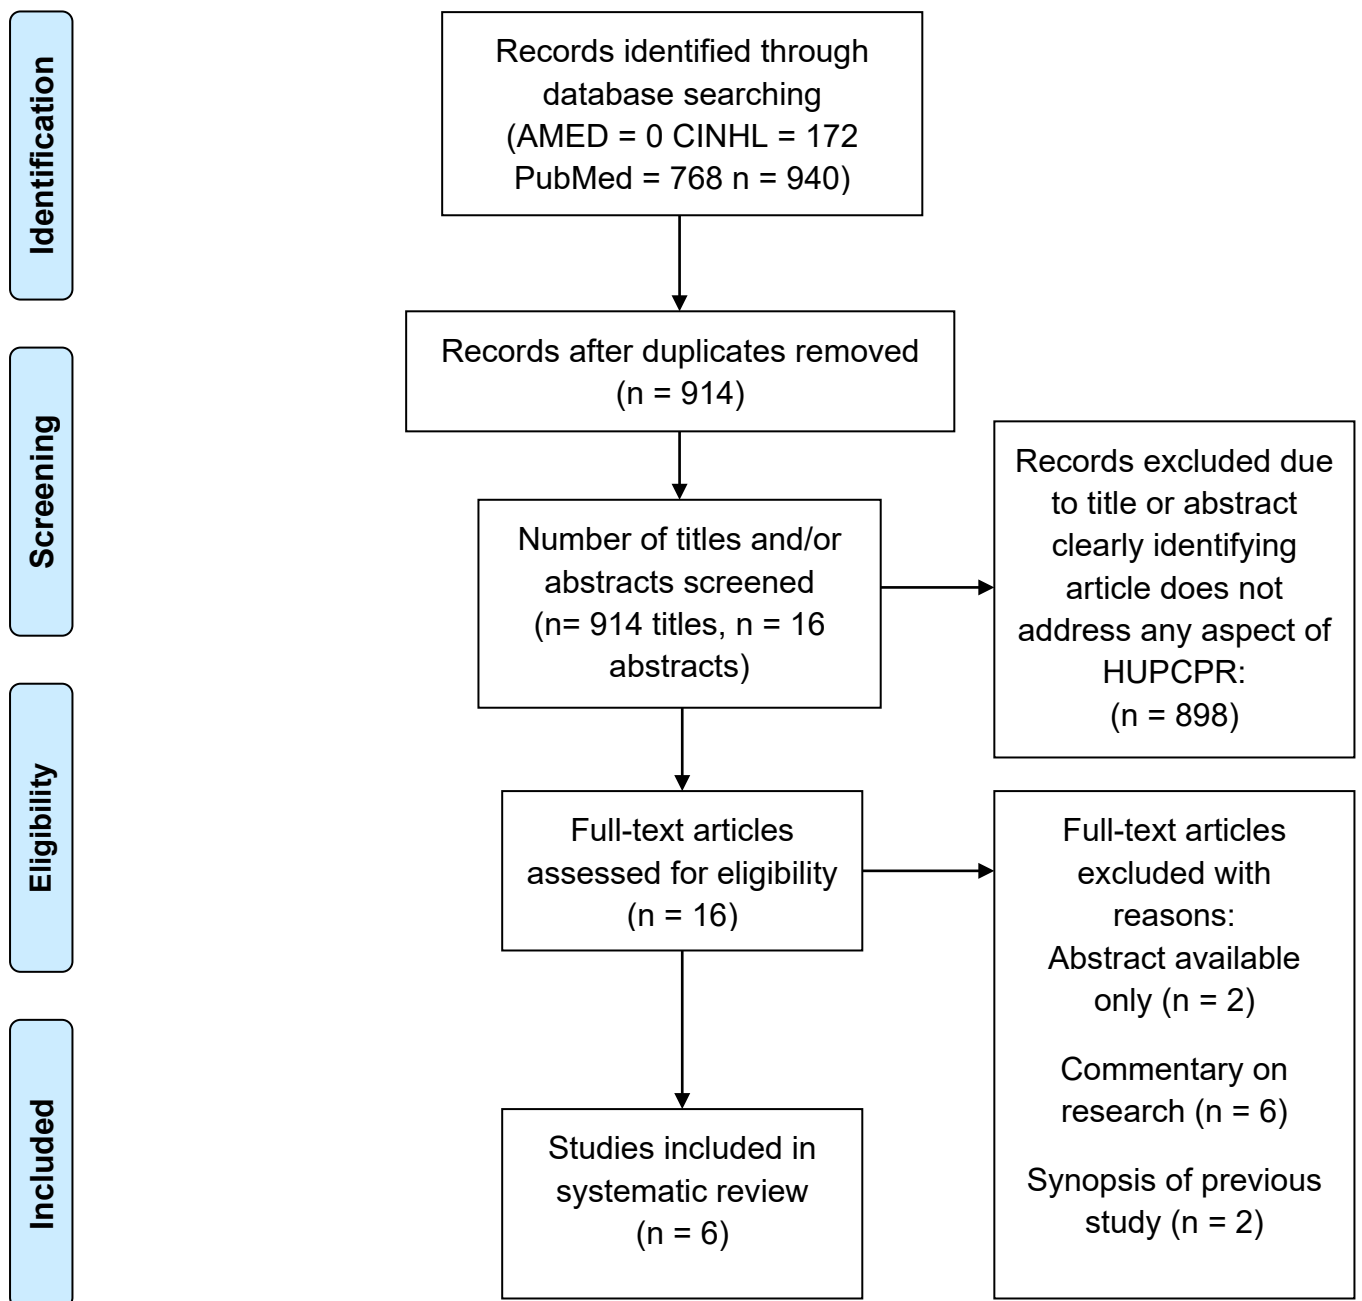 Identification
Records identified through
database searching
(AMED = 0 CINHL = 172
PubMed = 768 n = 940)
Screening
Records after duplicates removed
(n = 914)
Number of titles and/or
abstracts screened
(n= 914 titles, n = 16
abstracts)
Records excluded due
to title or abstract
clearly identifying
article does not
address any aspect of
HUPCPR:
(n = 898)
Eligibility
Full-text articles
assessed for eligibility
(n = 16)
Full-text articles
excluded with
reasons:
Abstract available
only (n = 2)
Commentary on
research (n = 6)
Synopsis of previous
study (n = 2)
Included
Studies included in
systematic review
(n = 6)